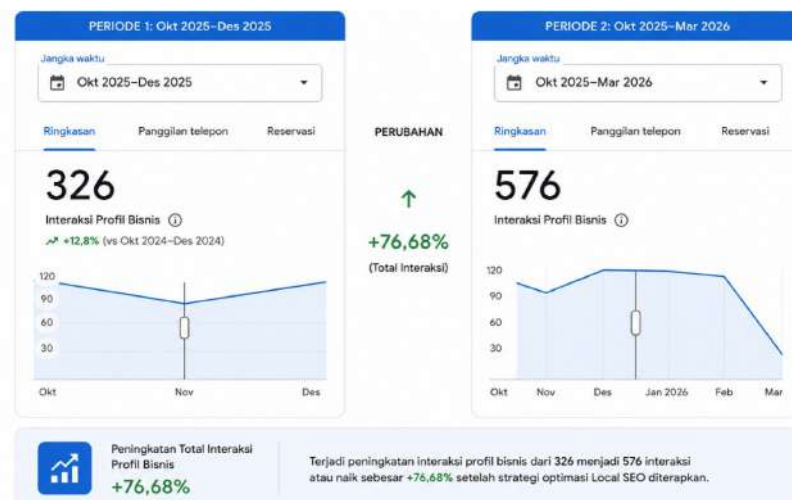 PERIODE 1: Okt 2025–Des 2025
Jangka waktu
Okt 2025–Des 2025
Ringkasan Panggilan telepon Reservasi
326
Interaksi Profil Bisnis
+12,8% (vs Okt 2024–Des 2024)
120
90
60
30
Okt Nov Des
PERUBAHAN
+76,68%
(Total Interaksi)
PERIODE 2: Okt 2025–Mar 2026
Jangka waktu
Okt 2025–Mar 2026
Ringkasan Panggilan telepon Reservasi
576
Interaksi Profil Bisnis
120
90
60
30
Okt Nov Des Jan 2026 Feb Mar
Peningkatan Total Interaksi
Profil Bisnis
+76,68%
Terjadi peningkatan interaksi profil bisnis dari 326 menjadi 576 interaksi
atau naik sebesar +76,68% setelah strategi optimasi Local SEO diterapkan.